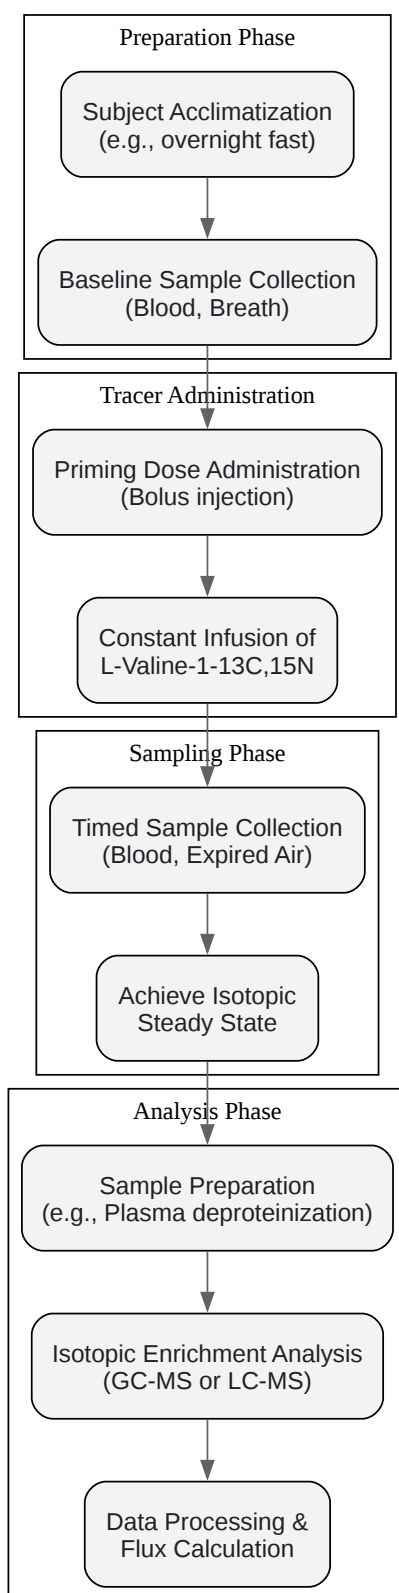 Preparation Phase
Subject Acclimatization
(e.g., overnight fast)
Baseline Sample Collection
(Blood, Breath)
Tracer Administration
Priming Dose Administration
(Bolus injection)
Constant Infusion of
L-Valine-1-13C,15N
Sampling Phase
Timed Sample Collection
(Blood, Expired Air)
Achieve Isotopic
Steady State
Analysis Phase
Sample Preparation
(e.g., Plasma deproteinization)
Isotopic Enrichment Analysis
(GC-MS or LC-MS)
Data Processing &
Flux Calculation